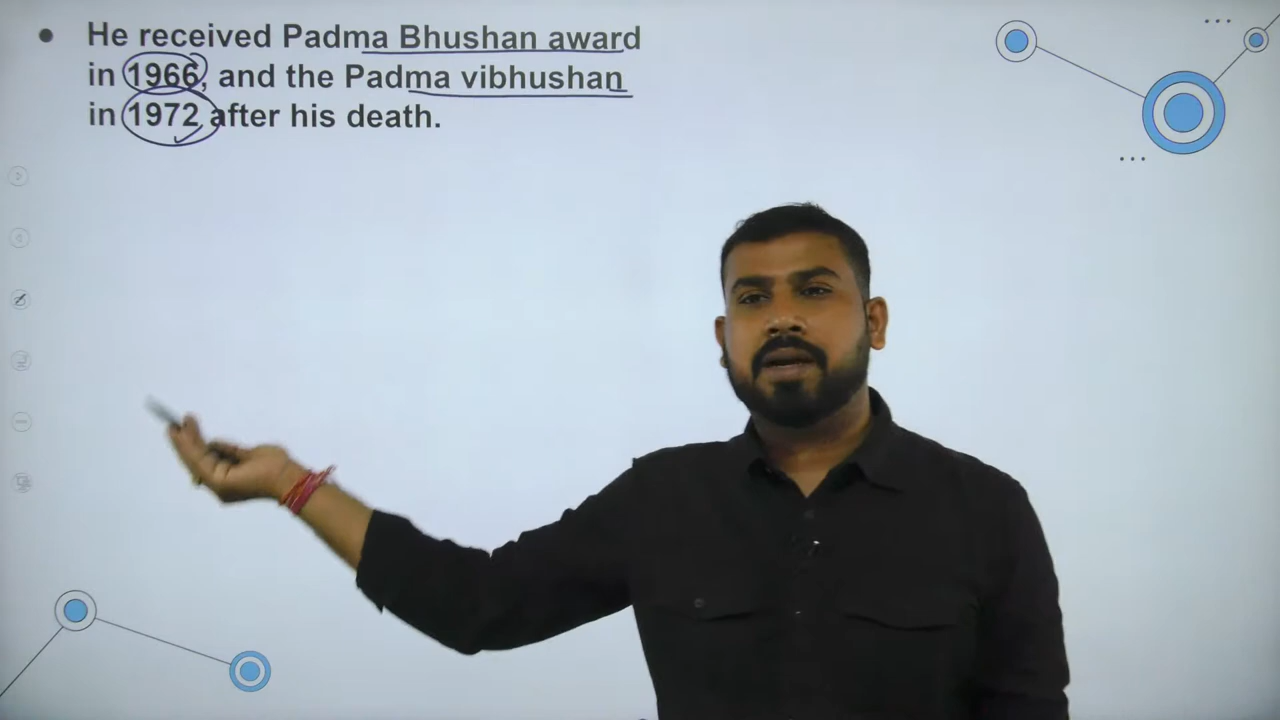 He received Padma Bhushan award
in 1966, and the Padma vibhushan
in 1972 after his death.